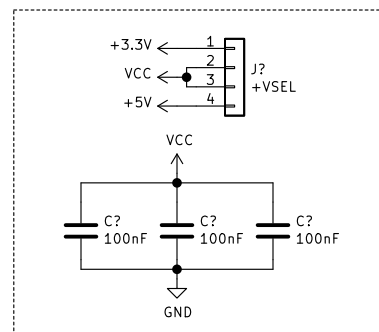 +3.3V 1
2
VCC 3
+5V 4
J?
+VSEL
VCC
C? C? C?
100nF 100nF 100nF
GND